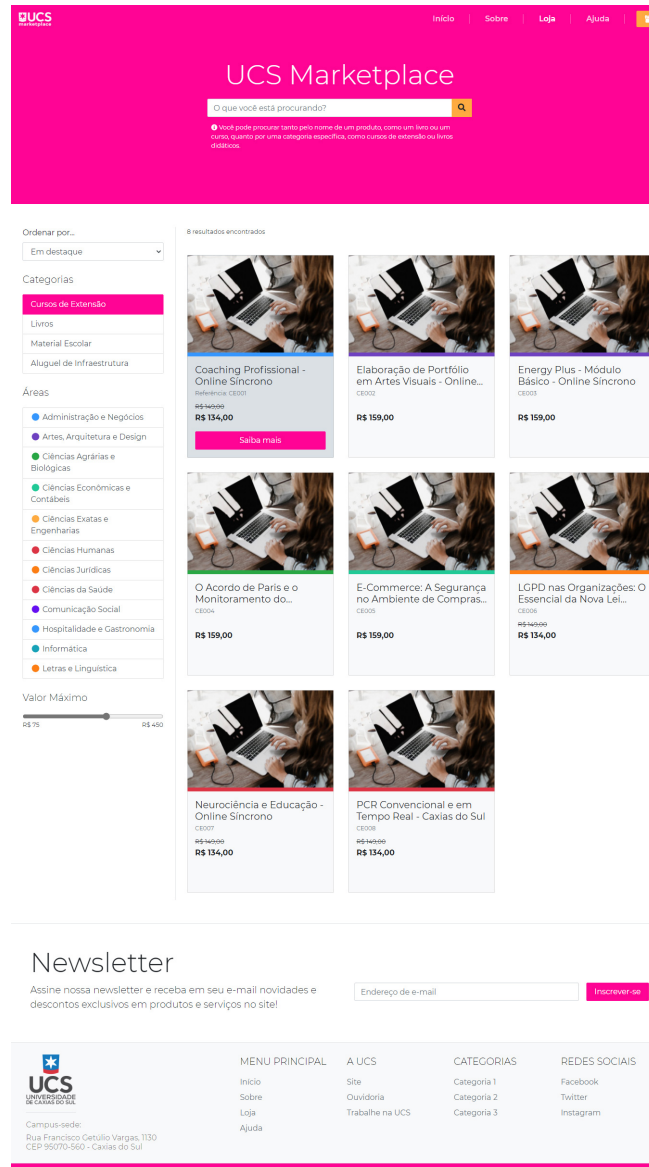 UCS
marketplace
Início
Sobre
Loja
Ajuda
UCS Marketplace
O que você está procurando?
Você pode procurar tanto pelo nome de um produto, como um livro ou um
curso, quanto por uma categoria específica, como cursos de extensão ou livros
didáticos.
Ordenar por...
Em destaque
Categorias
Cursos de Extensão
Livros
Material Escolar
Aluguel de Infraestrutura
Áreas
Administração e Negócios
Artes, Arquitetura e Design
Ciências Agrárias e
Biológicas
Ciências Econômicas e
Contábeis
Ciências Exatas e
Engenharias
Ciências Humanas
Ciências Jurídicas
Ciências da Saúde
Comunicação Social
Hospitalidade e Gastronomia
Informática
Letras e Linguística
Valor Máximo
R$ 75
R$ 450
8 resultados encontrados
Coaching Profissional -
Online Síncrono
Referência: CE001
R$ 149,00
R$ 134,00
Saiba mais
Elaboração de Portfólio
em Artes Visuais - Online...
CE002
R$ 159,00
Energy Plus - Módulo
Básico - Online Síncrono
CE003
R$ 159,00
O Acordo de Paris e o
Monitoramento do...
CE004
R$ 159,00
E-Commerce: A Segurança
no Ambiente de Compras...
CE005
R$ 159,00
LGPD nas Organizações: O
Essencial da Nova Lei...
CE006
R$ 149,00
R$ 134,00
Neurociência e Educação -
Online Síncrono
CE007
R$ 149,00
R$ 134,00
PCR Convencional e em
Tempo Real - Caxias do Sul
CE008
R$ 149,00
R$ 134,00
Newsletter
Assine nossa newsletter e receba em seu e-mail novidades e
descontos exclusivos em produtos e serviços no site!
Endereço de e-mail
Inscrever-se
UCS
UNIVERSIDADE
DE CAXIAS DO SUL
Campus-sede:
Rua Francisco Getúlio Vargas, 1130
CEP 95070-560 - Caxias do Sul
MENU PRINCIPAL
Início
Sobre
Loja
Ajuda
A UCS
Site
Ouvidoria
Trabalhe na UCS
CATEGORIAS
Categoria 1
Categoria 2
Categoria 3
REDES SOCIAIS
Facebook
Twitter
Instagram